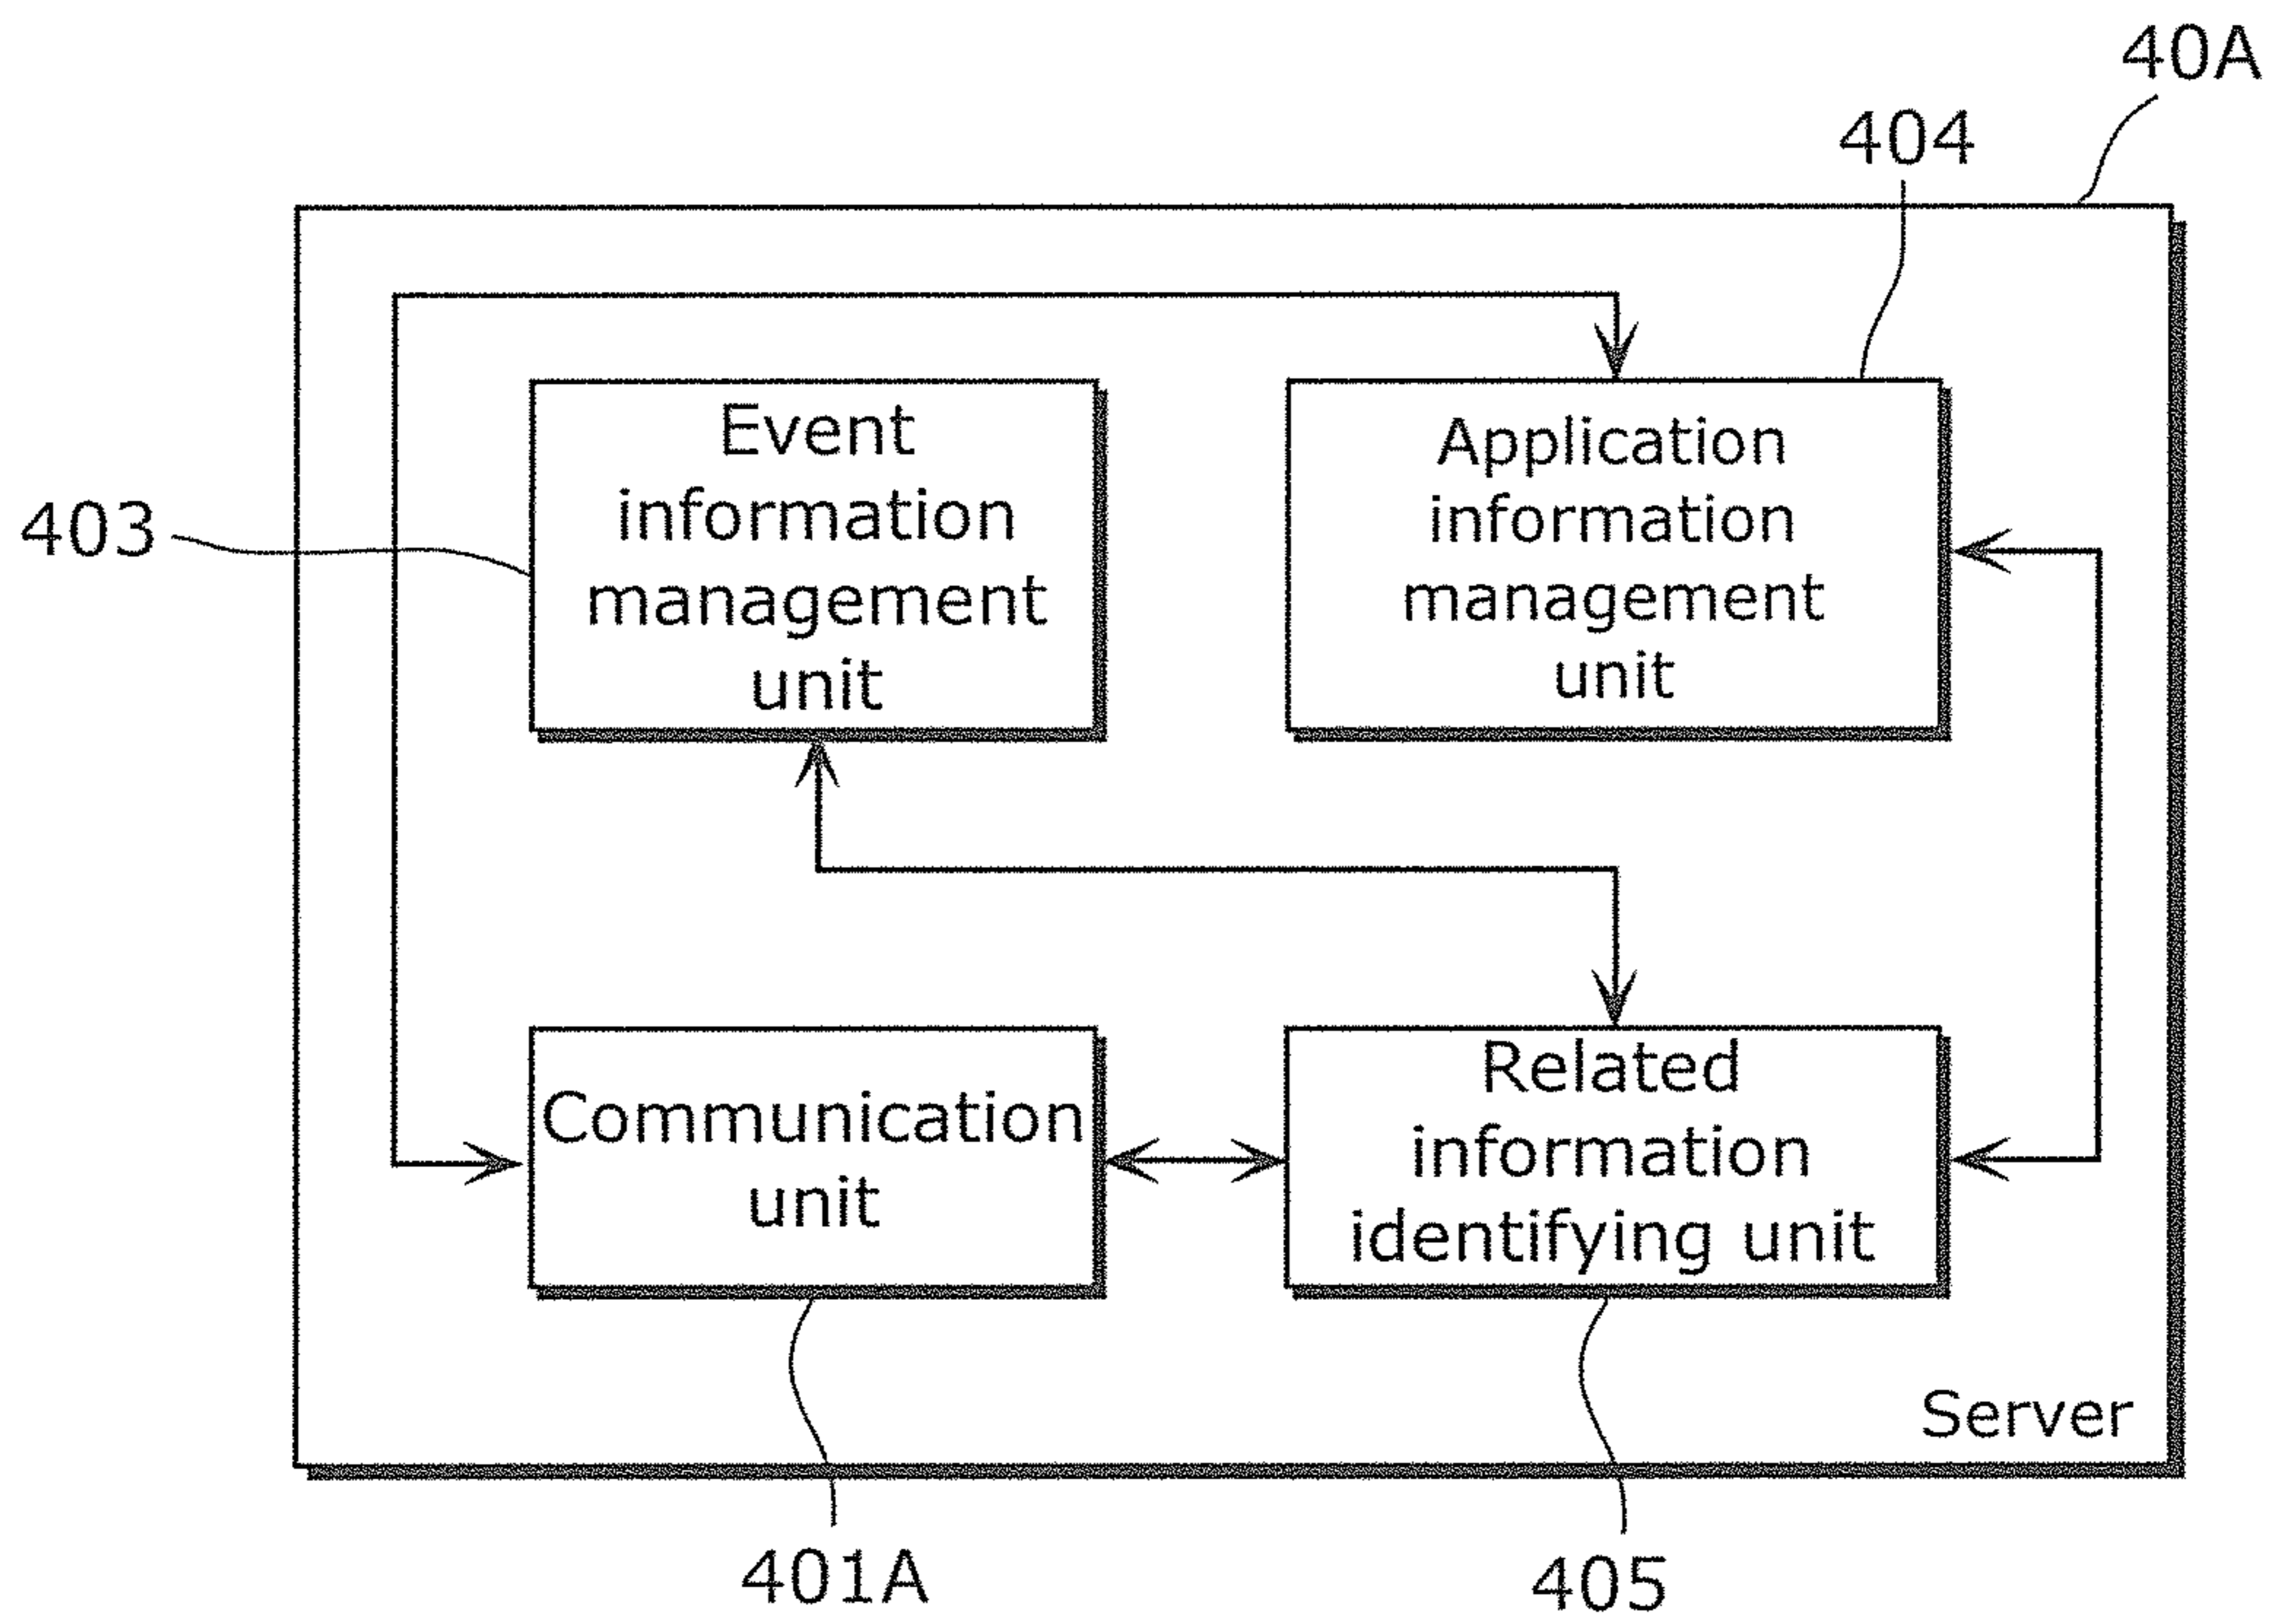 40A
404
403
Event
information
management
unit
Application
information
management
unit
Communication
unit
Related
information
identifying unit
Server
401A
405